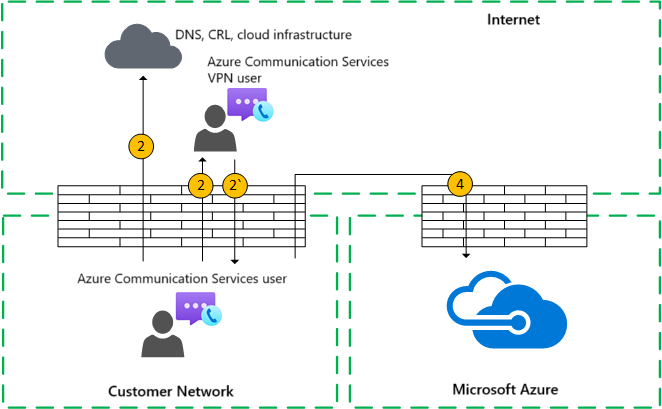 Internet
DNS, CRL, cloud infrastructure
Azure Communication Services
VPN user
2
2
2`
4
Azure Communication Services user
Customer Network
Microsoft Azure